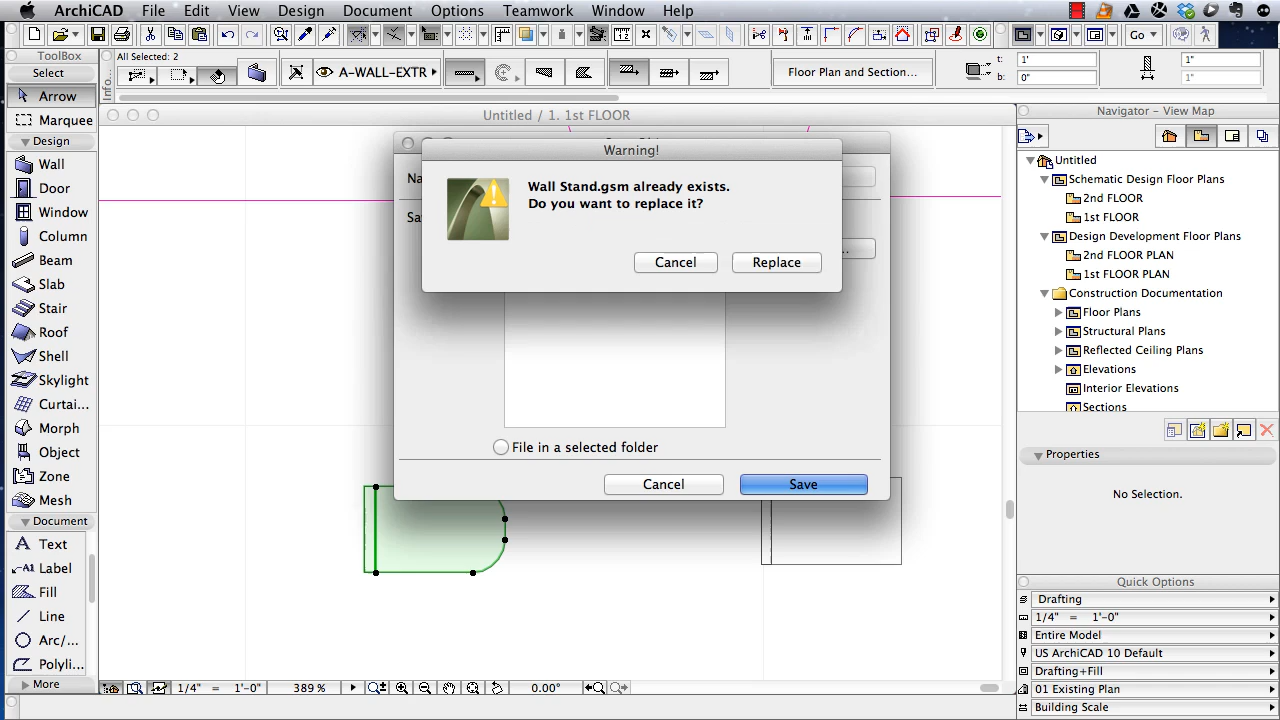 ArchiCAD File Edit View Design Document Options Teamwork Window Help
Go
ToolBox
Select
Arrow
Marquee
Design
Wall
Door
Window
Column
Beam
Slab
Stair
Roof
Shell
Skylight
Curtai...
Morph
Object
Zone
Mesh
Document
Text
Label
Fill
Line
Arc/...
Polyli...
More
Info...
All Selected: 2
A-WALL-EXTR
Floor Plan and Section...
t: 1'
b: 0"
1"
1"
Untitled / 1. 1st FLOOR
Na
Sa
Warning!
Wall Stand.gsm already exists.
Do you want to replace it?
Cancel Replace
...
File in a selected folder
Cancel Save
1/4" = 1'-0" 389 % 0.00°
Navigator - View Map
Untitled
Schematic Design Floor Plans
2nd FLOOR
1st FLOOR
Design Development Floor Plans
2nd FLOOR PLAN
1st FLOOR PLAN
Construction Documentation
Floor Plans
Structural Plans
Reflected Ceiling Plans
Elevations
Interior Elevations
Sections
Properties
No Selection.
Quick Options
Drafting
1/4" = 1'-0"
Entire Model
US ArchiCAD 10 Default
Drafting+Fill
01 Existing Plan
Building Scale